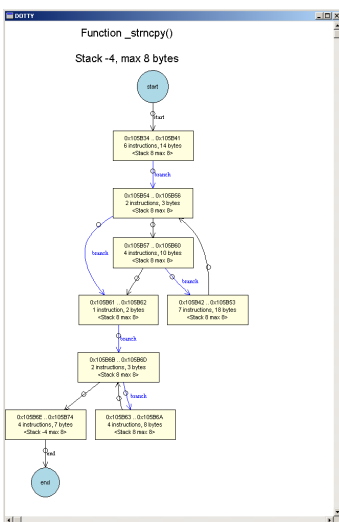 DOTTY
Function _strncpy()
Stack -4, max 8 bytes
start
start
0x105B34 .. 0x105B41
6 instructions, 14 bytes
<Stack 8 max 8>
branch
0x105B54 .. 0x105B56
2 instructions, 3 bytes
<Stack 8 max 8>
0x105B57 .. 0x105B60
4 instructions, 10 bytes
<Stack 8 max 8>
branch
branch
0x105B61 .. 0x105B62
1 instruction, 2 bytes
<Stack 8 max 8>
0x105B42 .. 0x105B53
7 instructions, 18 bytes
<Stack 8 max 8>
branch
0x105B6B .. 0x105B6D
2 instructions, 3 bytes
<Stack 8 max 8>
branch
0x105B6E .. 0x105B74
4 instructions, 7 bytes
<Stack -4 max 8>
0x105B63 .. 0x105B6A
4 instructions, 8 bytes
<Stack 8 max 8>
end
end